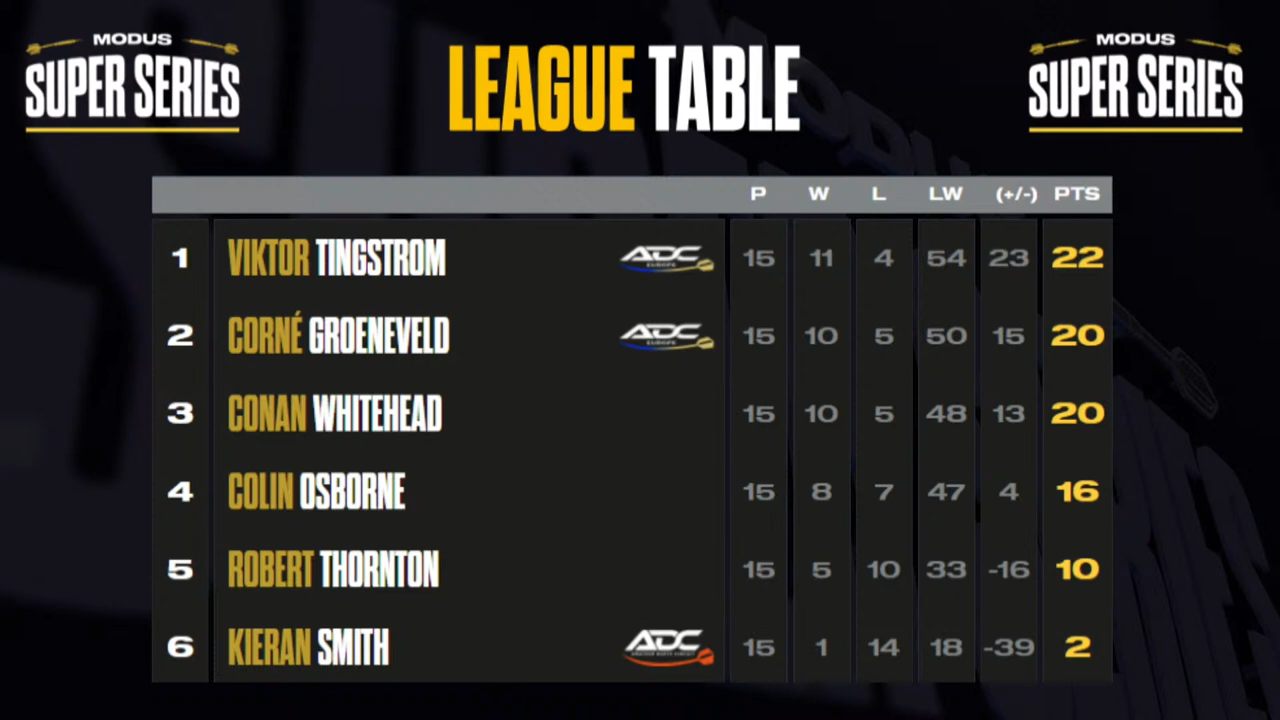 MODUS
SUPER SERIES
LEAGUE TABLE
MODUS
SUPER SERIES
P W L LW (+/-) PTS
1 VIKTOR TINGSTROM ADC EUROPE 15 11 4 54 23 22
2 CORNÉ GROENEVELD ADC EUROPE 15 10 5 50 15 20
3 CONAN WHITEHEAD 15 10 5 48 13 20
4 COLIN OSBORNE 15 8 7 47 4 16
5 ROBERT THORNTON 15 5 10 33 -16 10
6 KIERAN SMITH ADC 15 1 14 18 -39 2